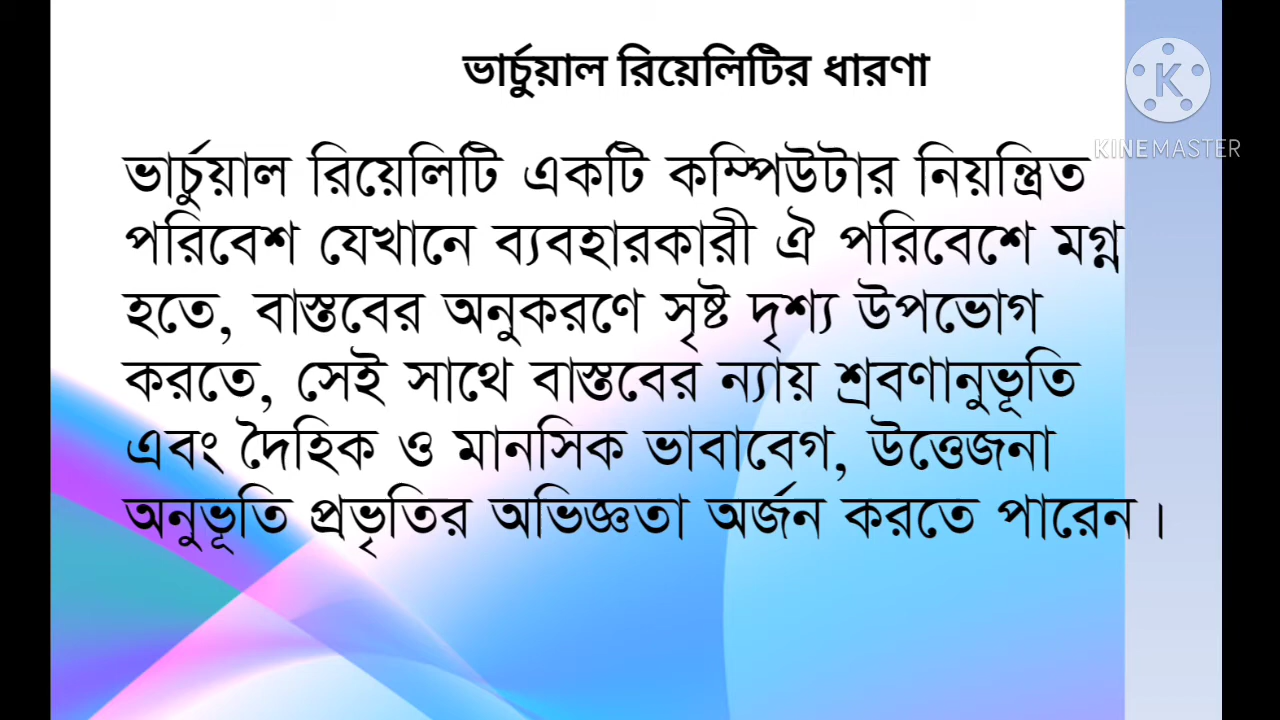 ভার্চুয়াল রিয়েলিটির ধারণা
K
KINEMASTER
ভার্চুয়াল রিয়েলিটি একটি কম্পিউটার নিয়ন্ত্রিত
পরিবেশ যেখানে ব্যবহারকারী ঐ পরিবেশে মগ্ন
হতে, বাস্তবের অনুকরণে সৃষ্ট দৃশ্য উপভোগ
করতে, সেই সাথে বাস্তবের ন্যায় শ্রবণানুভূতি
এবং দৈহিক ও মানসিক ভাবাবেগ, উত্তেজনা
অনুভূতি প্রভৃতির অভিজ্ঞতা অর্জন করতে পারেন।